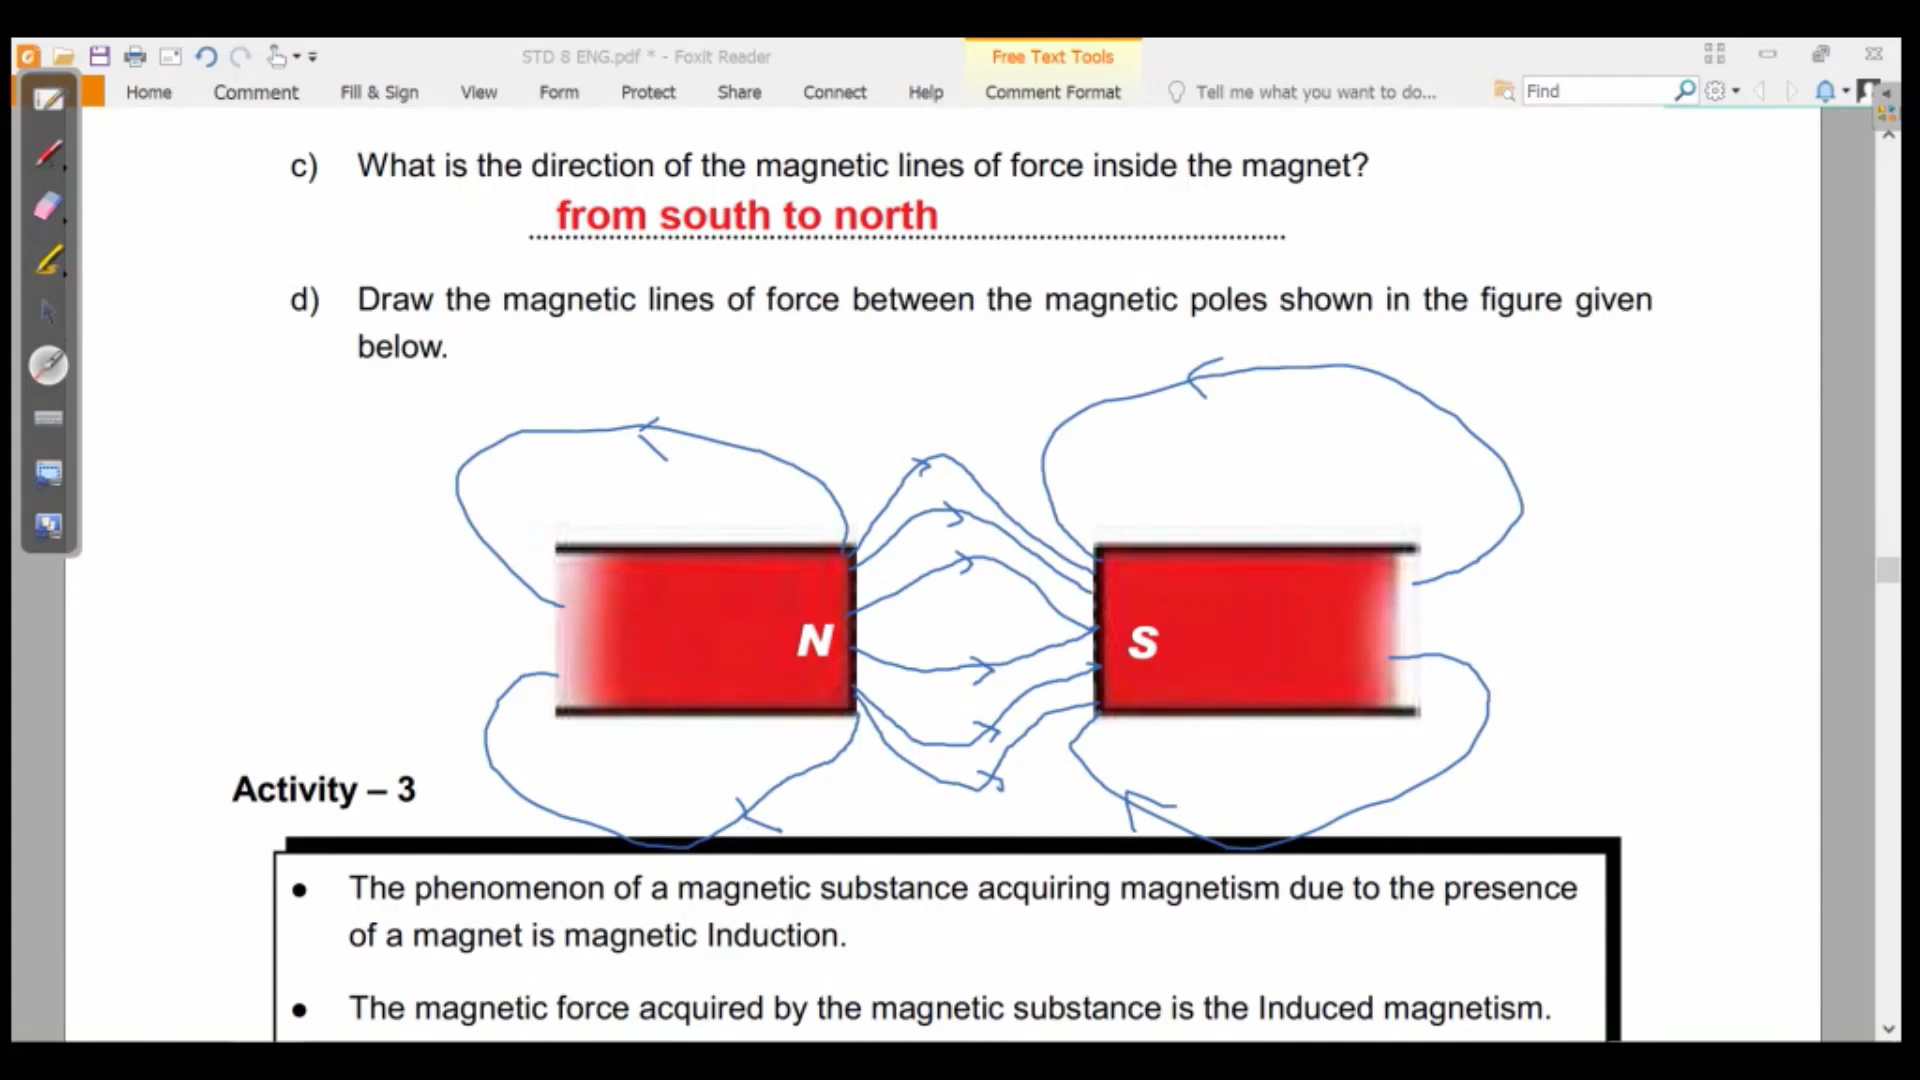 STD 8 ENG.pdf * - Foxit Reader
Free Text Tools
Home Comment Fill & Sign View Form Protect Share Connect Help Comment Format Tell me what you want to do... Find
c) What is the direction of the magnetic lines of force inside the magnet?
from south to north
d) Draw the magnetic lines of force between the magnetic poles shown in the figure given
below.
N S
Activity – 3
● The phenomenon of a magnetic substance acquiring magnetism due to the presence
of a magnet is magnetic Induction.
● The magnetic force acquired by the magnetic substance is the Induced magnetism.